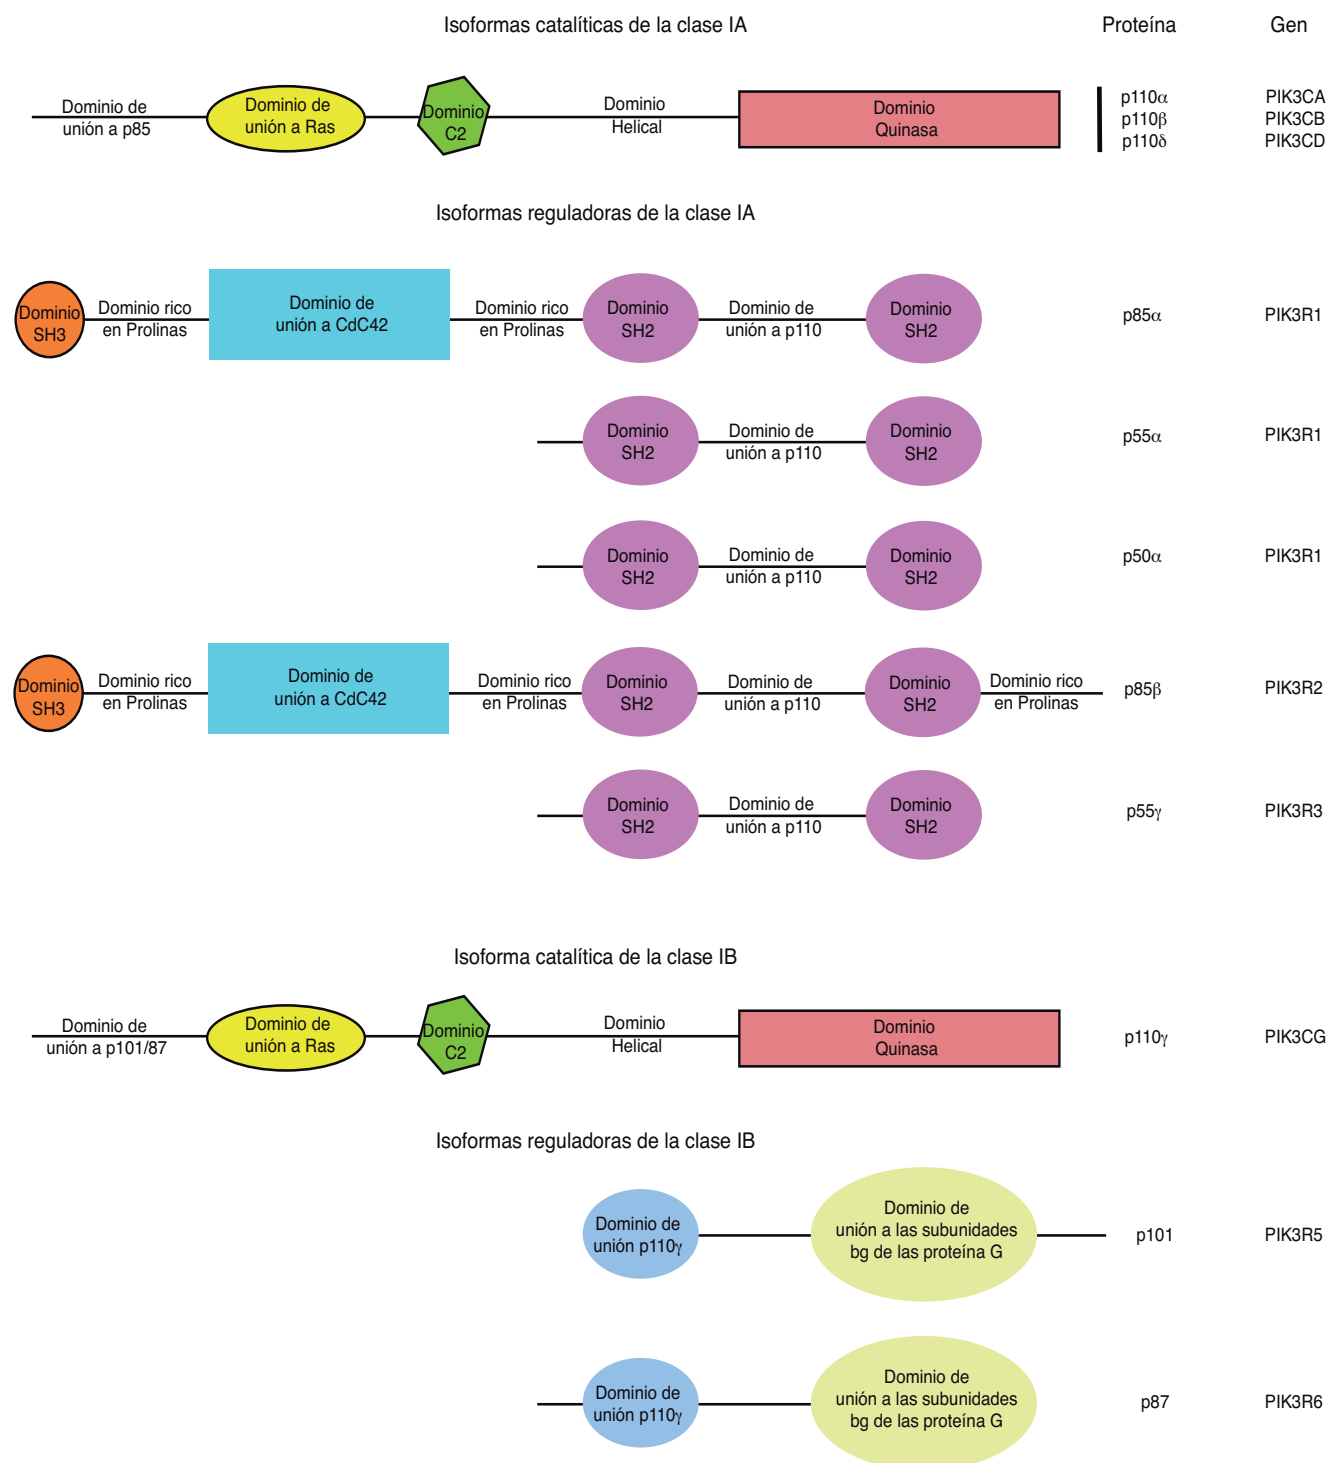 Isoformas catalíticas de la clase IA
Proteína
Gen
Dominio de
unión a p85
Dominio de
unión a Ras
Dominio
C2
Dominio
Helical
Dominio
Quinasa
p110α
PIK3CA
p110β
PIK3CB
p110δ
PIK3CD
Isoformas reguladoras de la clase IA
Dominio
SH3
Dominio rico
en Prolinas
Dominio de
unión a CdC42
Dominio rico
en Prolinas
Dominio
SH2
Dominio de
unión a p110
Dominio
SH2
p85α
PIK3R1
Dominio
SH2
Dominio de
unión a p110
Dominio
SH2
p55α
PIK3R1
Dominio
SH2
Dominio de
unión a p110
Dominio
SH2
p50α
PIK3R1
Dominio
SH3
Dominio rico
en Prolinas
Dominio de
unión a CdC42
Dominio rico
en Prolinas
Dominio
SH2
Dominio de
unión a p110
Dominio
SH2
Dominio rico
en Prolinas
p85β
PIK3R2
Dominio
SH2
Dominio de
unión a p110
Dominio
SH2
p55γ
PIK3R3
Isoforma catalítica de la clase IB
Dominio de
unión a p101/87
Dominio de
unión a Ras
Dominio
C2
Dominio
Helical
Dominio
Quinasa
p110γ
PIK3CG
Isoformas reguladoras de la clase IB
Dominio de
unión p110γ
Dominio de
unión a las subunidades
bg de las proteína G
p101
PIK3R5
Dominio de
unión p110γ
Dominio de
unión a las subunidades
bg de las proteína G
p87
PIK3R6